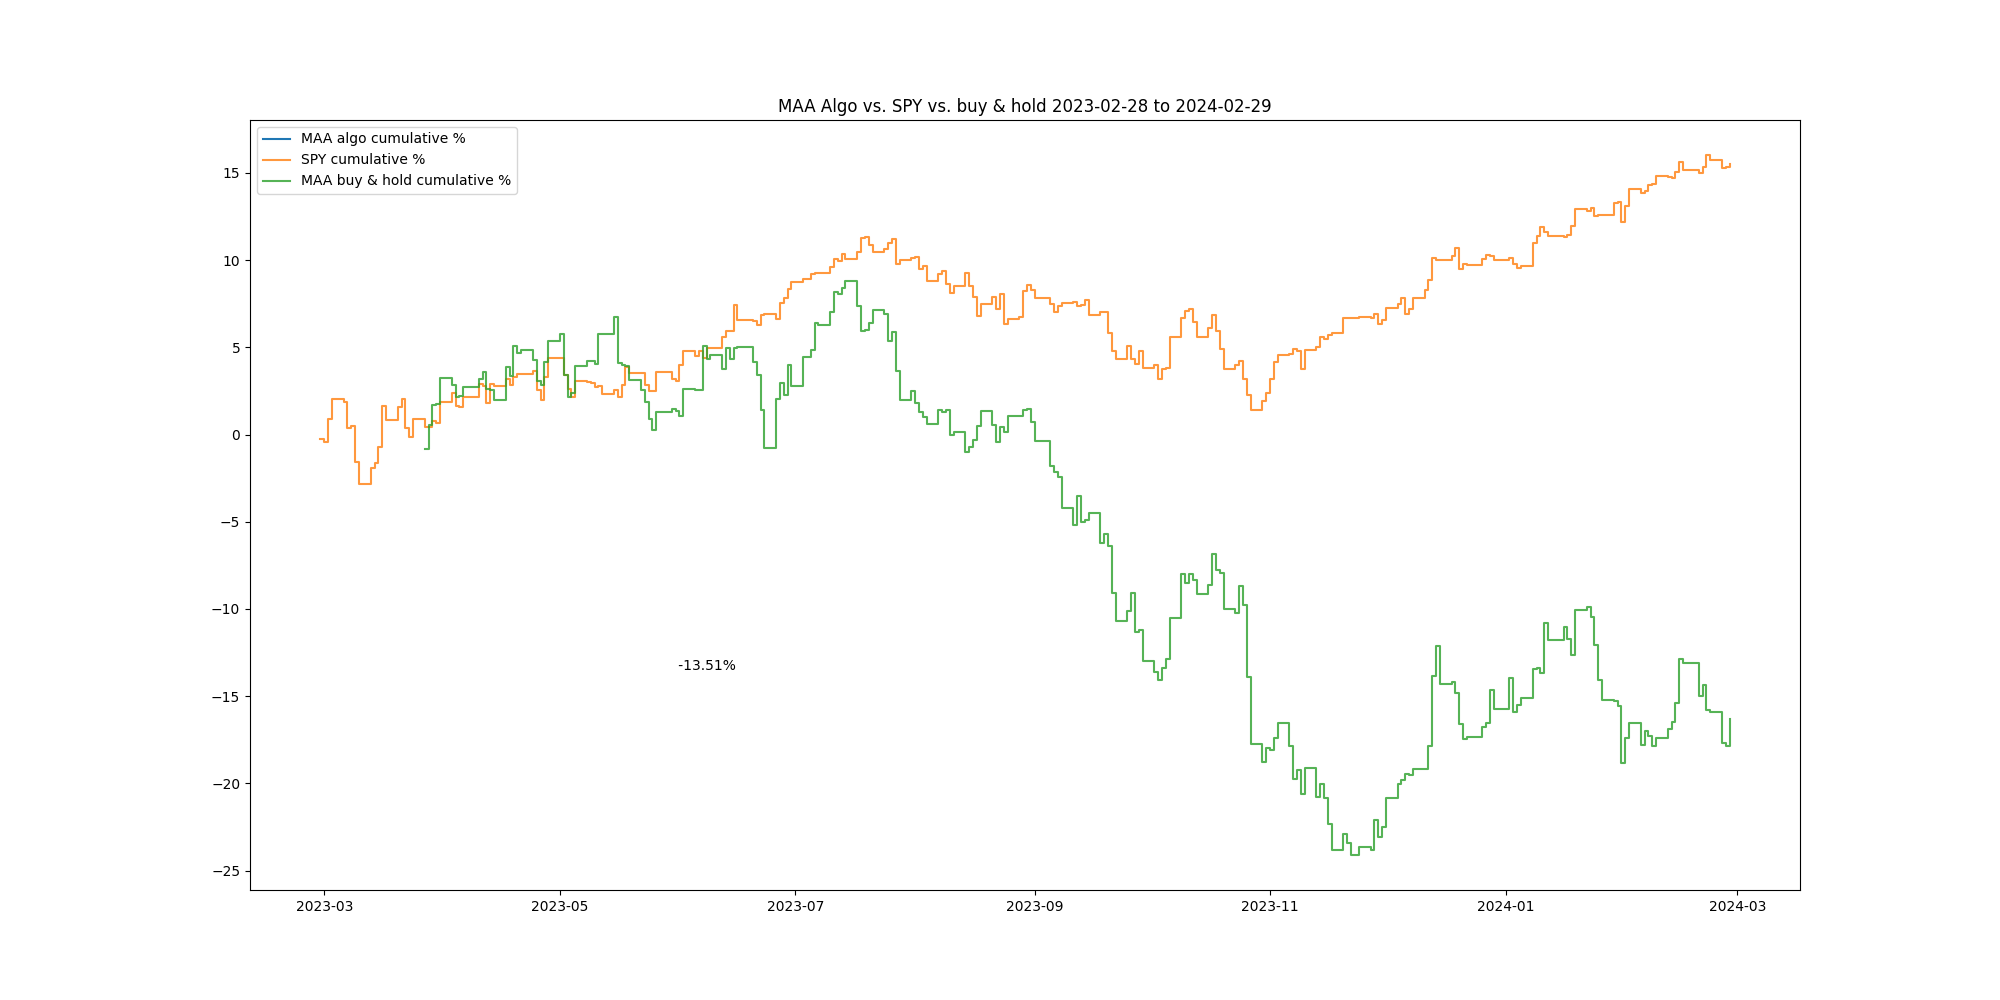 MAA Algo vs. SPY vs. buy & hold 2023-02-28 to 2024-02-29
MAA algo cumulative %
SPY cumulative %
MAA buy & hold cumulative %
15
10
5
0
−5
−10
-13.51%
−15
−20
−25
2023-03 2023-05 2023-07 2023-09 2023-11 2024-01 2024-03